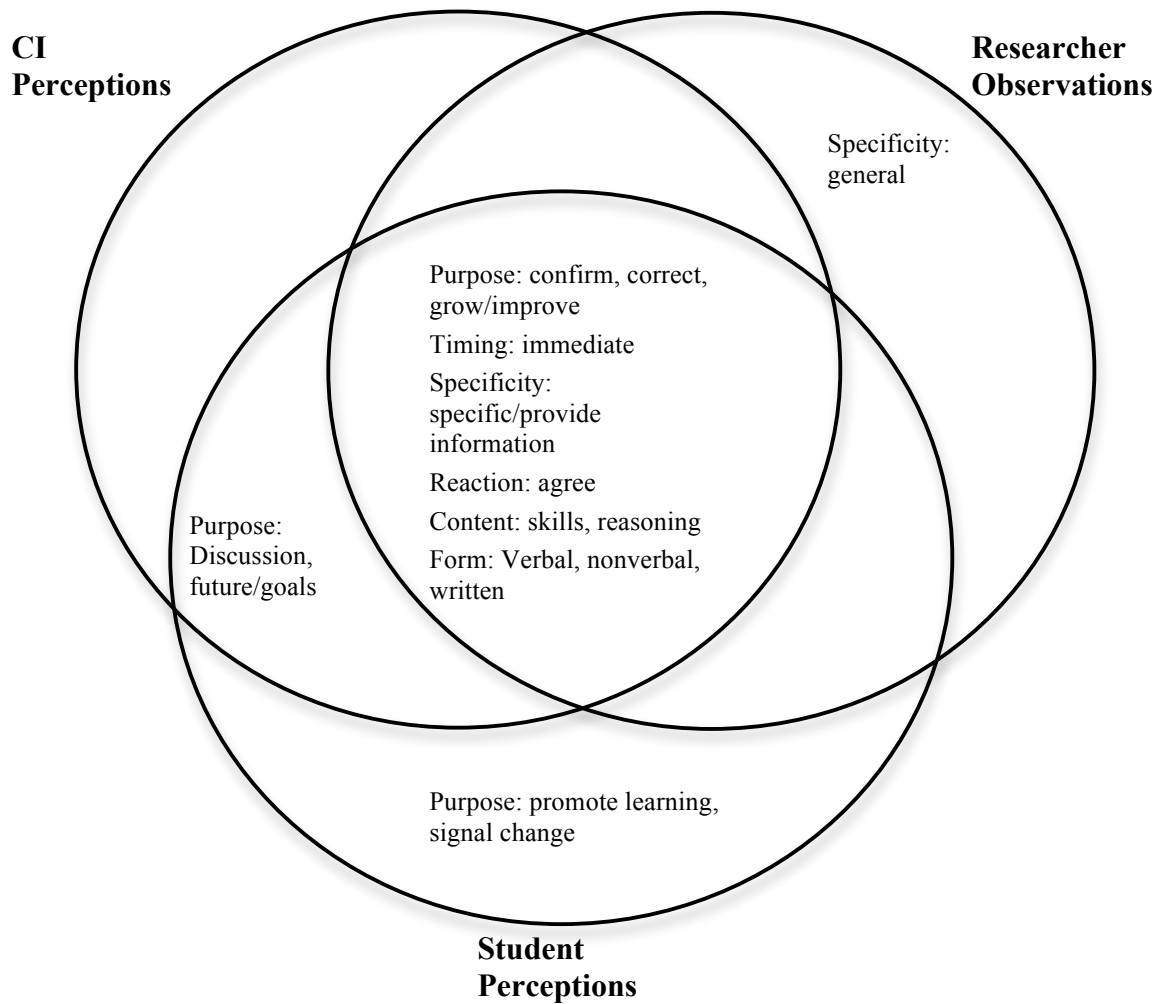 CI
Perceptions
Researcher
Observations
Specificity:
general
Purpose: confirm, correct,
grow/improve
Timing: immediate
Specificity:
specific/provide
information
Reaction: agree
Content: skills, reasoning
Form: Verbal, nonverbal,
written
Purpose:
Discussion,
future/goals
Purpose: promote learning,
signal change
Student
Perceptions